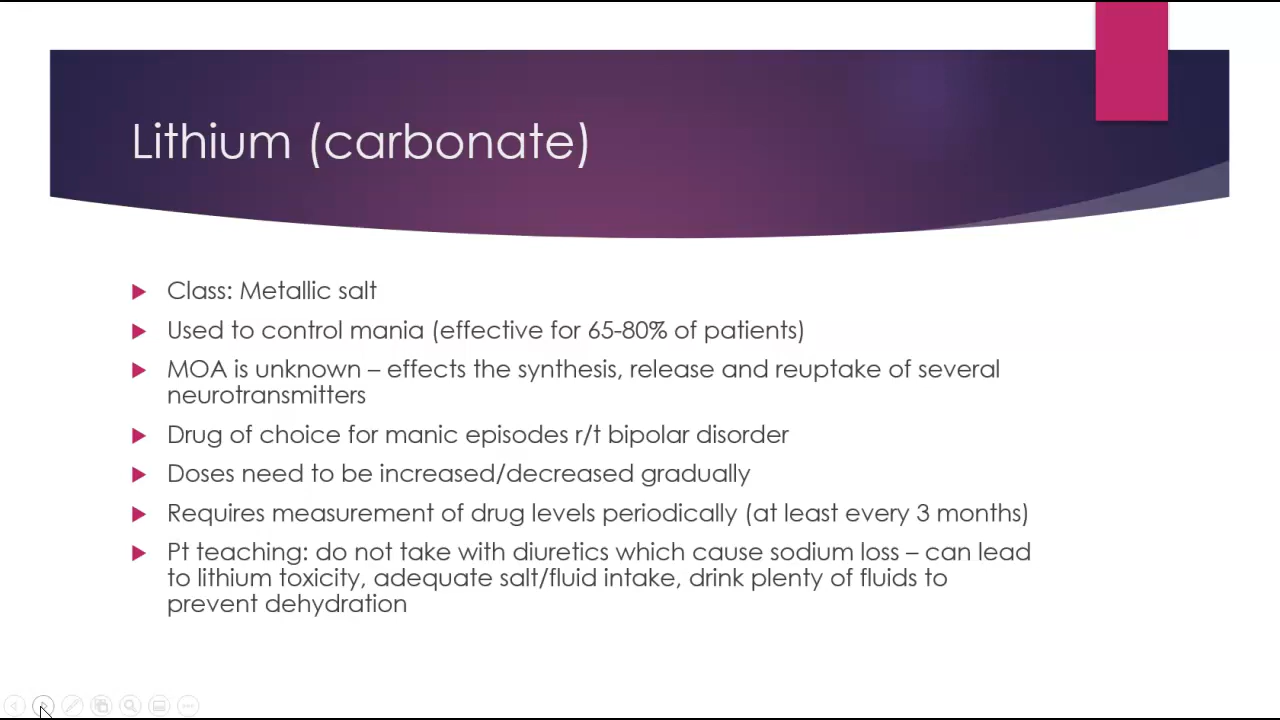 Lithium (carbonate)
Class: Metallic salt
Used to control mania (effective for 65-80% of patients)
MOA is unknown – effects the synthesis, release and reuptake of several
neurotransmitters
Drug of choice for manic episodes r/t bipolar disorder
Doses need to be increased/decreased gradually
Requires measurement of drug levels periodically (at least every 3 months)
Pt teaching: do not take with diuretics which cause sodium loss – can lead
to lithium toxicity, adequate salt/fluid intake, drink plenty of fluids to
prevent dehydration